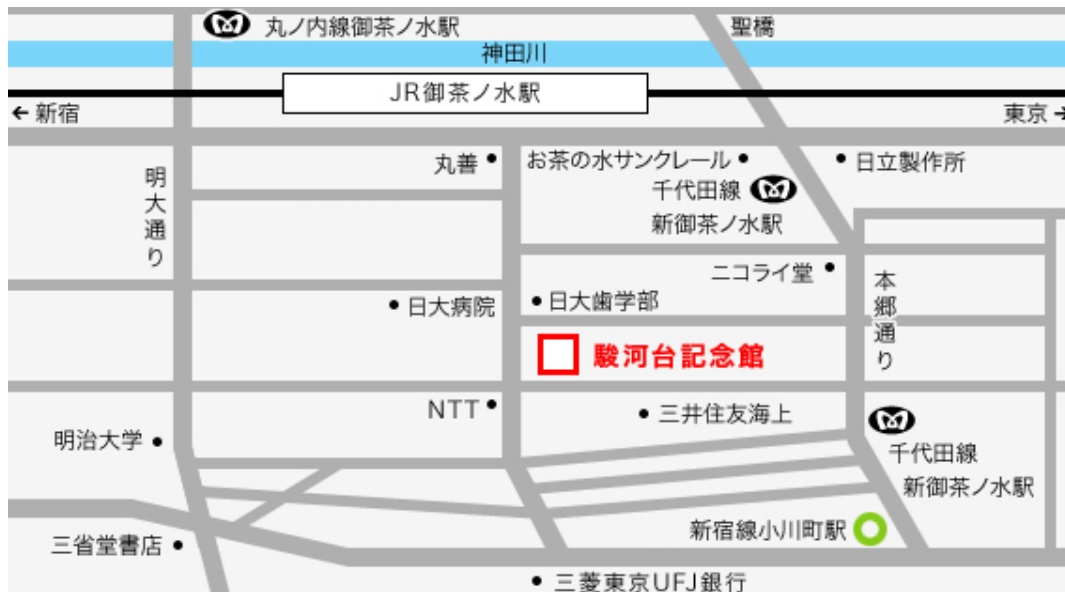 丸ノ内線御茶ノ水駅
聖橋
神田川
JR御茶ノ水駅
←新宿
東京→
明大通り
丸善
お茶の水サンクレール
日立製作所
千代田線
新御茶ノ水駅
ニコライ堂
本郷通り
日大病院
日大歯学部
駿河台記念館
NTT
三井住友海上
明治大学
千代田線
新御茶ノ水駅
新宿線小川町駅
三省堂書店
三菱東京UFJ銀行